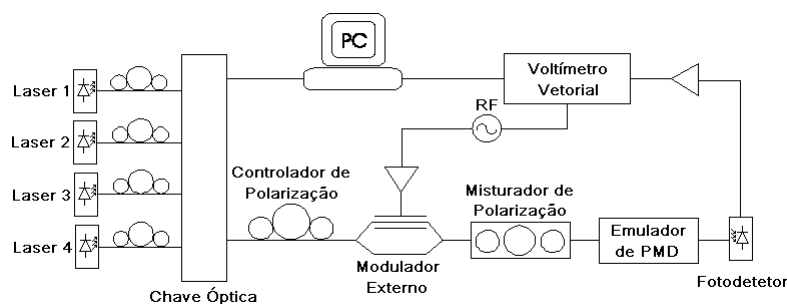 PC
Voltímetro
Vetorial
RF
Laser 1
Laser 2
Laser 3
Laser 4
Controlador de
Polarização
Misturador de
Polarização
Emulador
de PMD
Modulador
Externo
Fotodetetor
Chave Óptica